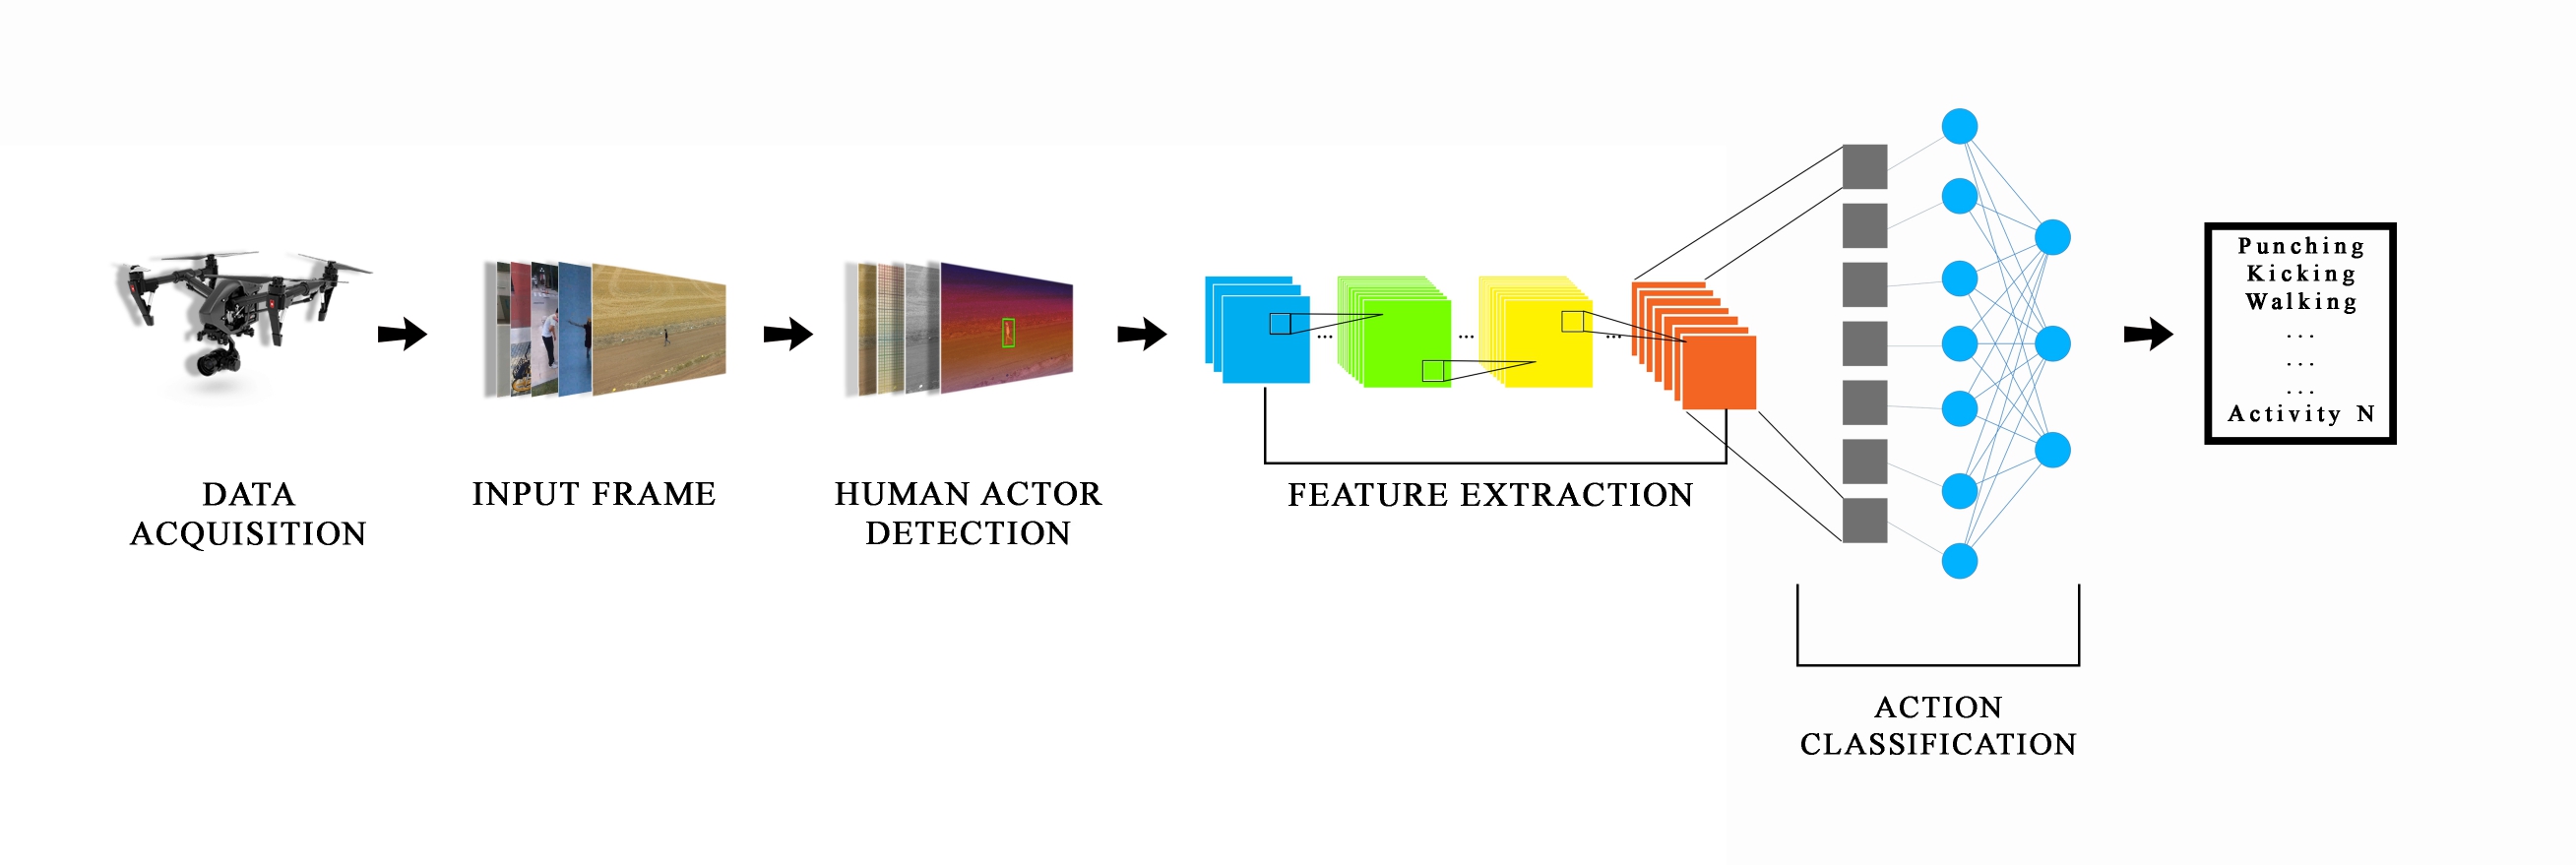 DATA
ACQUISITION
INPUT FRAME
HUMAN ACTOR
DETECTION
...
...
...
FEATURE EXTRACTION
ACTION
CLASSIFICATION
Punching
Kicking
Walking
...
...
...
Activity N